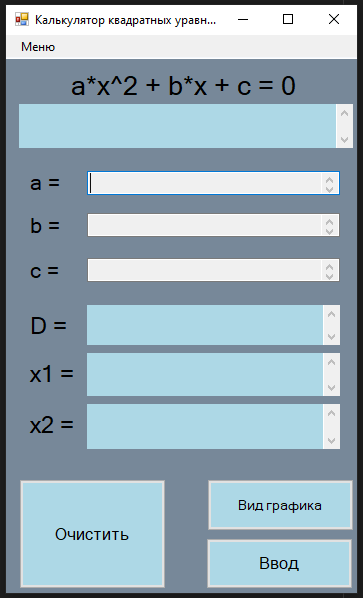 Калькулятор квадратных уравн...
Меню
a*x^2 + b*x + c = 0
a =
b =
c =
D =
x1 =
x2 =
Очистить
Вид графика
Ввод